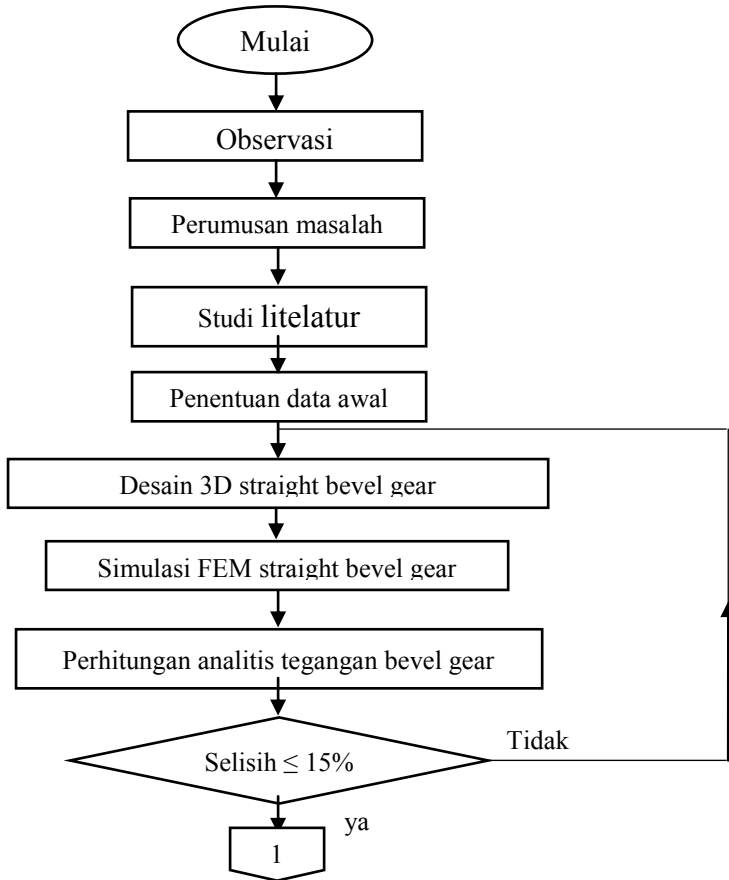 Mulai
Observasi
Perumusan masalah
Studi litelatur
Penentuan data awal
Desain 3D straight bevel gear
Simulasi FEM straight bevel gear
Perhitungan analitis tegangan bevel gear
Selisih ≤ 15%
Tidak
ya
1